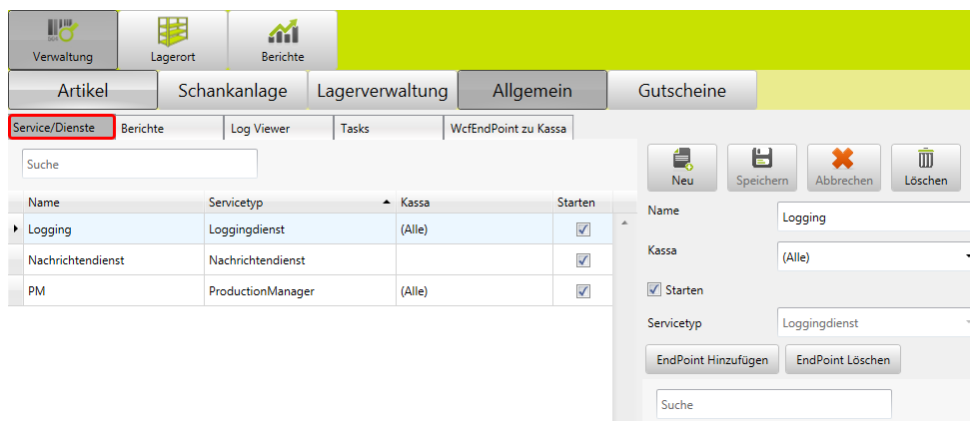 Verwaltung Lagerort Berichte
Artikel Schankanlage Lagerverwaltung Allgemein Gutscheine
Service/Dienste Berichte Log Viewer Tasks WcfEndPoint zu Kassa
Suche
Name Servicetyp Kassa Starten
Logging Loggingdienst (Alle)
Nachrichtendienst Nachrichtendienst
PM ProductionManager (Alle)
Neu Speichern Abbrechen Löschen
Name Logging
Kassa (Alle)
Starten
Servicetyp Loggingdienst
EndPoint Hinzufügen EndPoint Löschen
Suche